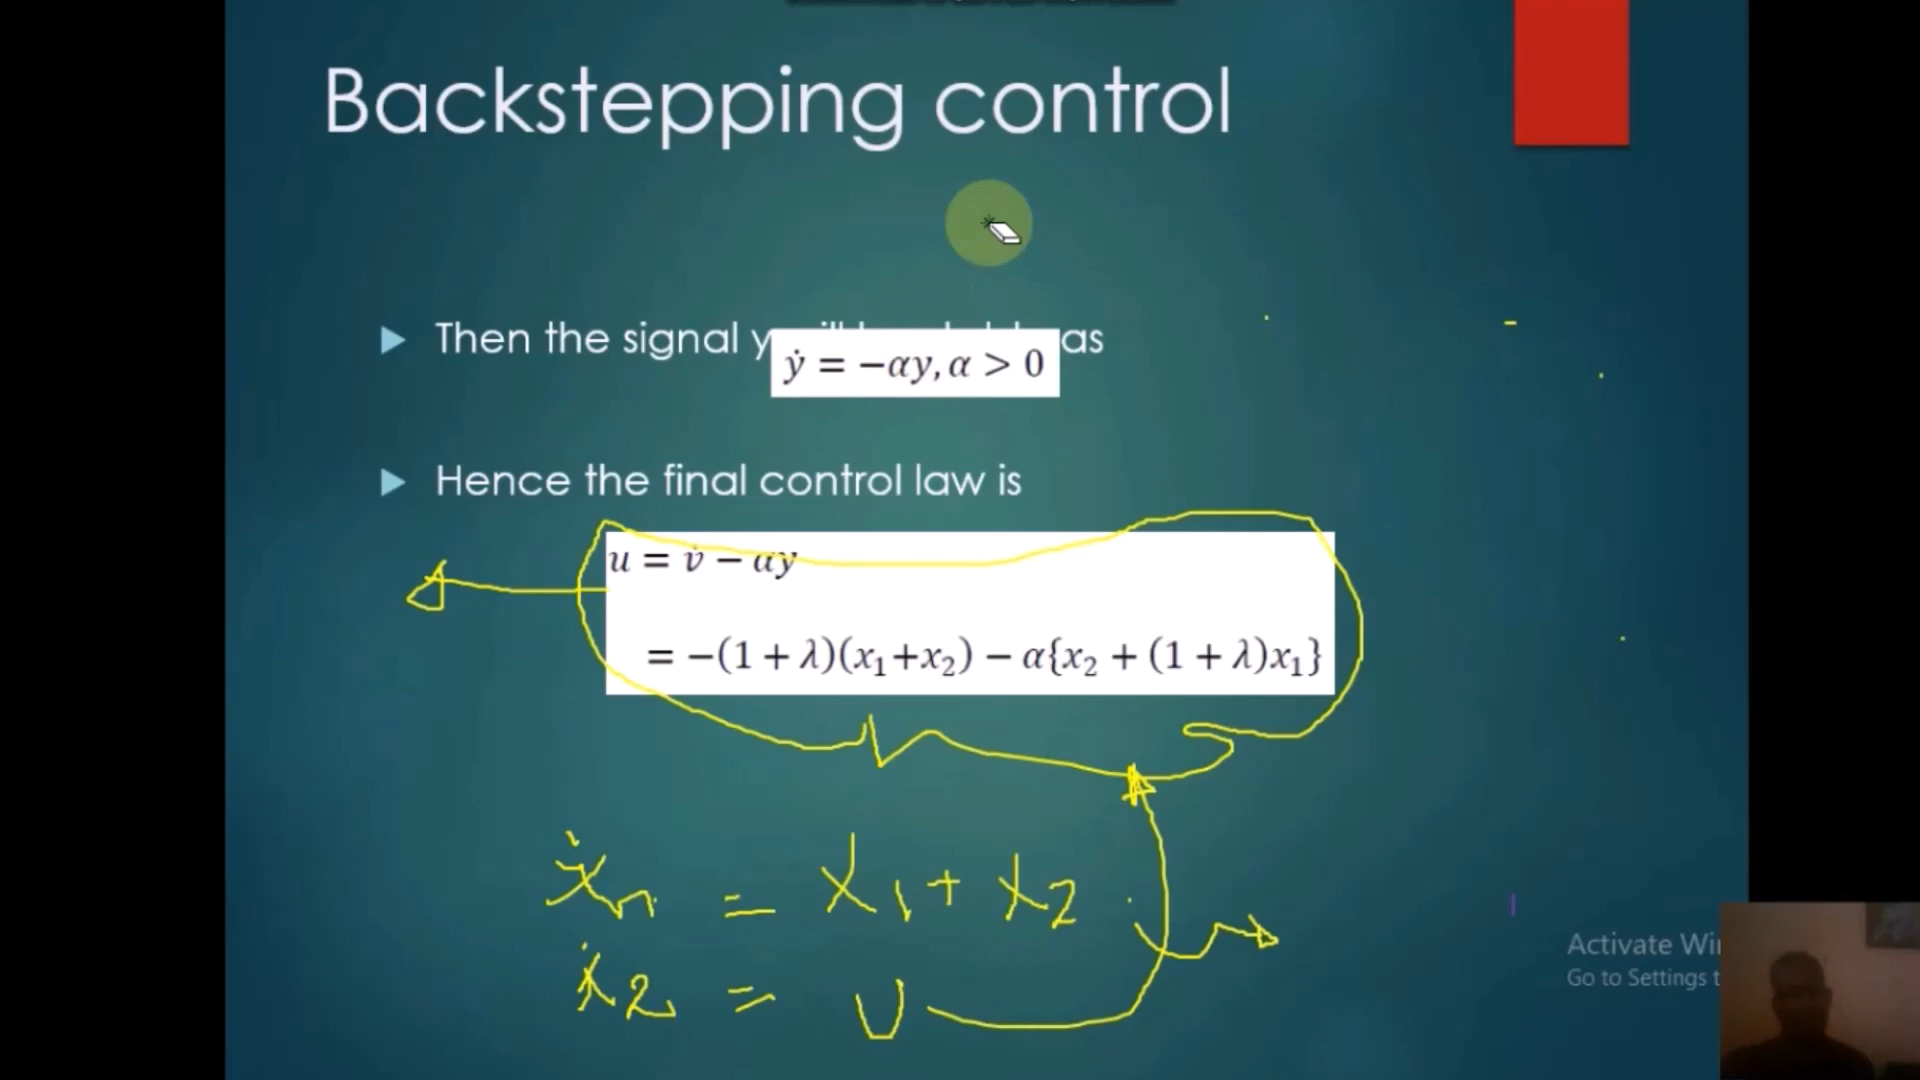 Backstepping control
Then the signal y as
ẏ = −αy, α > 0
Hence the final control law is
u = v̇ − αy
= −(1 + λ)(x₁+x₂) − α{x₂ + (1 + λ)x₁}
= x₁ + x₂
ẋ₂ = U
Activate Wi
Go to Settings t